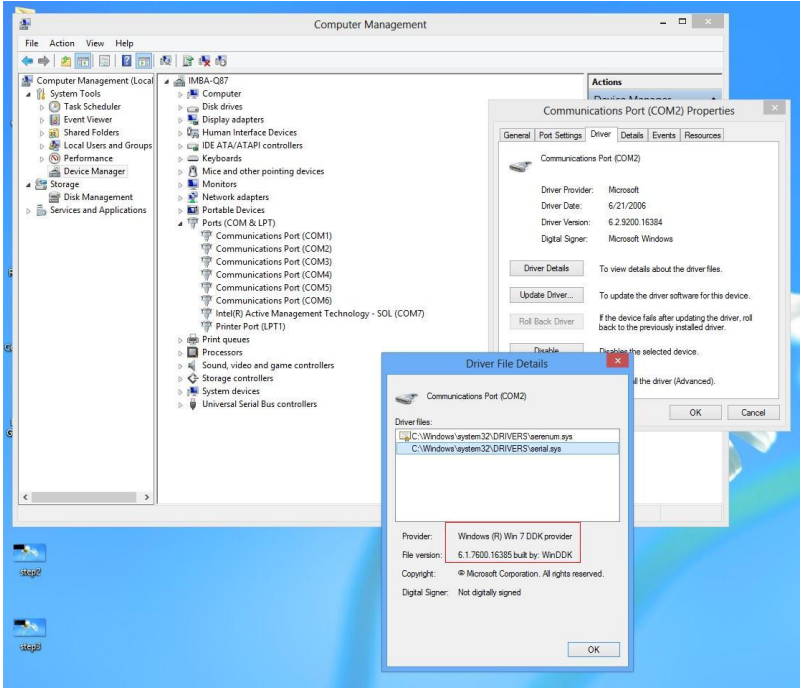 Computer Management
File Action View Help
Computer Management (Local
System Tools
Task Scheduler
Event Viewer
Shared Folders
Local Users and Groups
Performance
Device Manager
Storage
Disk Management
Services and Applications
IMBA-Q87
Computer
Disk drives
Display adapters
Human Interface Devices
IDE ATA/ATAPI controllers
Keyboards
Mice and other pointing devices
Monitors
Network adapters
Portable Devices
Ports (COM & LPT)
Communications Port (COM1)
Communications Port (COM2)
Communications Port (COM3)
Communications Port (COM4)
Communications Port (COM5)
Communications Port (COM6)
Intel(R) Active Management Technology - SOL (COM7)
Printer Port (LPT1)
Print queues
Processors
Sound, video and game controllers
Storage controllers
System devices
Universal Serial Bus controllers
Actions
Device Manager
Communications Port (COM2) Properties
General Port Settings Driver Details Events Resources
Communications Port (COM2)
Driver Provider: Microsoft
Driver Date: 6/21/2006
Driver Version: 6.2.9200.16384
Digital Signer: Microsoft Windows
Driver Details To view details about the driver files.
Update Driver... To update the driver software for this device.
Roll Back Driver If the device fails after updating the driver, roll
back to the previously installed driver.
Disable Disables the selected device.
the driver (Advanced).
OK Cancel
Driver File Details
Communications Port (COM2)
Driver files:
C:\Windows\system32\DRIVERS\serenum.sys
C:\Windows\system32\DRIVERS\serial.sys
Provider: Windows (R) Win 7 DDK provider
File version: 6.1.7600.16385 built by: WinDDK
Copyright: © Microsoft Corporation. All rights reserved.
Digital Signer: Not digitally signed
OK
step2
step3